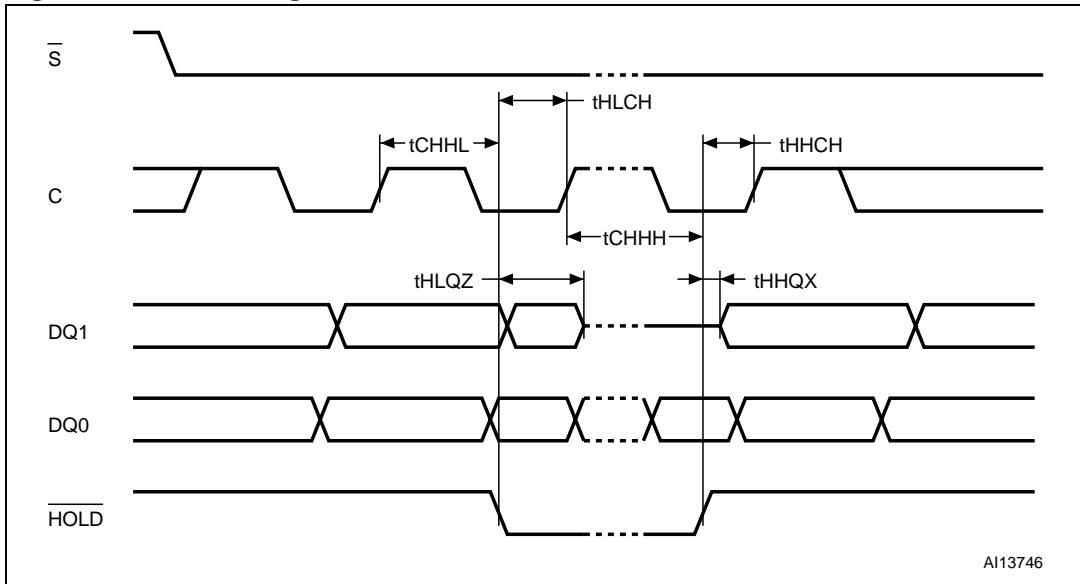 S
tHLCH
tCHHL
tHHCH
C
tCHHH
tHLQZ
tHHQX
DQ1
DQ0
HOLD
AI13746